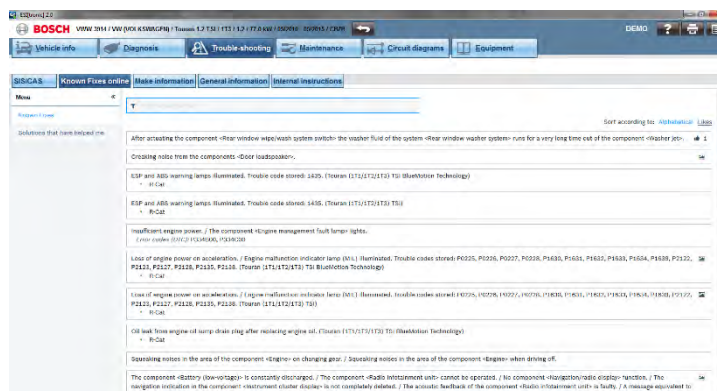 ESI[tronic] 2.0
BOSCH VWW 3014 / VW (VOLKSWAGEN) / Touran 1.2 TSI / 1T3 / 1.2 / 77.0 kW / 05/2010 - 05/2015 / CBZB DEMO
Vehicle info Diagnosis Trouble-shooting Maintenance Circuit diagrams Equipment
SIS/CAS Known Fixes online Make information General information Internal instructions
Menu «
Known Fixes
Solutions that have helped me
Sort according to: Alphabetical Likes
After actuating the component <Rear window wipe/wash system switch> the washer fluid of the system <Rear window washer system> runs for a very long time out of the component <Washer jet>. 1
Creaking noise from the components <Door loudspeaker>.
ESP and ABS warning lamps illuminated. Trouble code stored: 1435. (Touran (1T1/1T2/1T3) TSI BlueMotion Technology)
• R-Cat
ESP and ABS warning lamps illuminated. Trouble code stored: 1435. (Touran (1T1/1T2/1T3) TSI)
• R-Cat
Insufficient engine power. / The component <Engine management fault lamp> lights.
Error codes (DTC)
Loss of engine power on acceleration. / Engine malfunction indicator lamp (MIL) illuminated. Trouble codes stored: P0225, P0226, P0227, P0228, P1630, P1631, P1632, P1633, P1634, P1639, P2122,
P2123, P2127, P2128, P2135, P2138. (Touran (1T1/1T2/1T3) TSI BlueMotion Technology)
• R-Cat
Loss of engine power on acceleration. / Engine malfunction indicator lamp (MIL) illuminated. Trouble codes stored: P0225, P0226, P0227, P0228, P1630, P1631, P1632, P1633, P1634, P1639, P2122,
P2123, P2127, P2128, P2135, P2138. (Touran (1T1/1T2/1T3) TSI)
• R-Cat
Oil leak from engine oil sump drain plug after replacing engine oil. (Touran (1T1/1T2/1T3) TSI BlueMotion Technology)
• R-Cat
Squeaking noises in the area of the component <Engine> on changing gear. / Squeaking noises in the area of the component <Engine> when driving off.
The component <Battery (low-voltage)> is constantly discharged. / The component <Radio infotainment unit> cannot be operated. / No component <Navigation/radio display> function. / The
navigation indication in the component <Instrument cluster display> is not completely deleted. / The acoustic feedback of the component <Radio infotainment unit> is faulty. / A message equivalent to